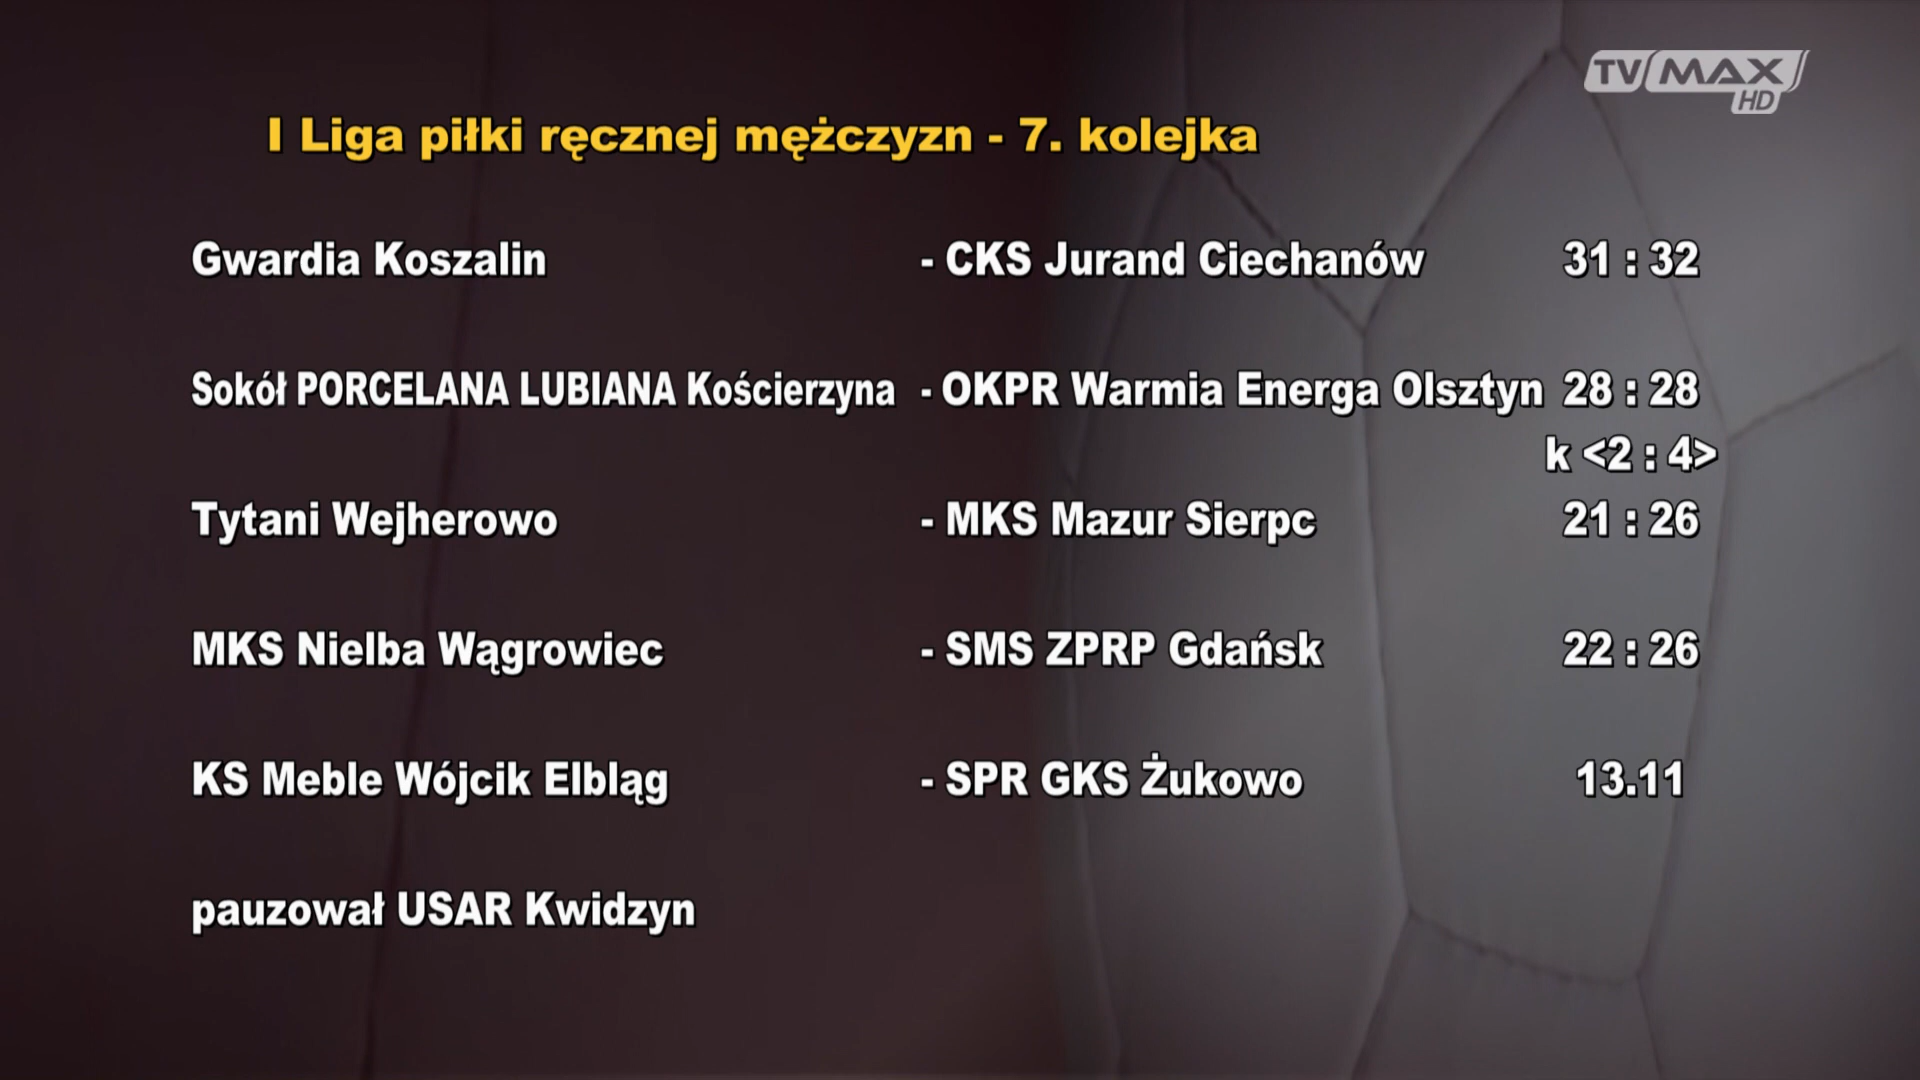 TV MAX HD
I Liga piłki ręcznej mężczyzn - 7. kolejka
Gwardia Koszalin - CKS Jurand Ciechanów 31 : 32
Sokół PORCELANA LUBIANA Kościerzyna - OKPR Warmia Energa Olsztyn 28 : 28
k <2 : 4>
Tytani Wejherowo - MKS Mazur Sierpc 21 : 26
MKS Nielba Wągrowiec - SMS ZPRP Gdańsk 22 : 26
KS Meble Wójcik Elbląg - SPR GKS Żukowo 13.11
pauzował USAR Kwidzyn